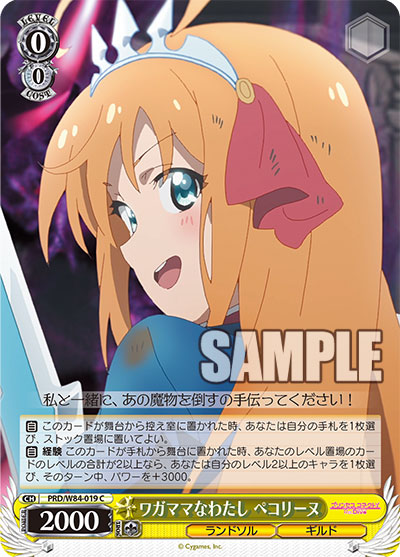 LEVEL
0
0
COST
SAMPLE
私と一緒に、あの魔物を倒すの手伝ってください！
自 このカードが舞台から控え室に置かれた時、あなたは自分の手札を1枚選び、ストック置場に置いてよい。
自 経験 このカードが舞台に置かれた時、あなたのレベル置場のカードのレベルの合計が2以上なら、あなたは自分のレベル2以上のキャラを1枚選び、そのターン中、パワーを+3000。
CH PRD/W84-019 C
ワガママなわたし ペコリーヌ
POWER
2000
SOUL
ランドソル
ギルド
© Cygames, Inc.